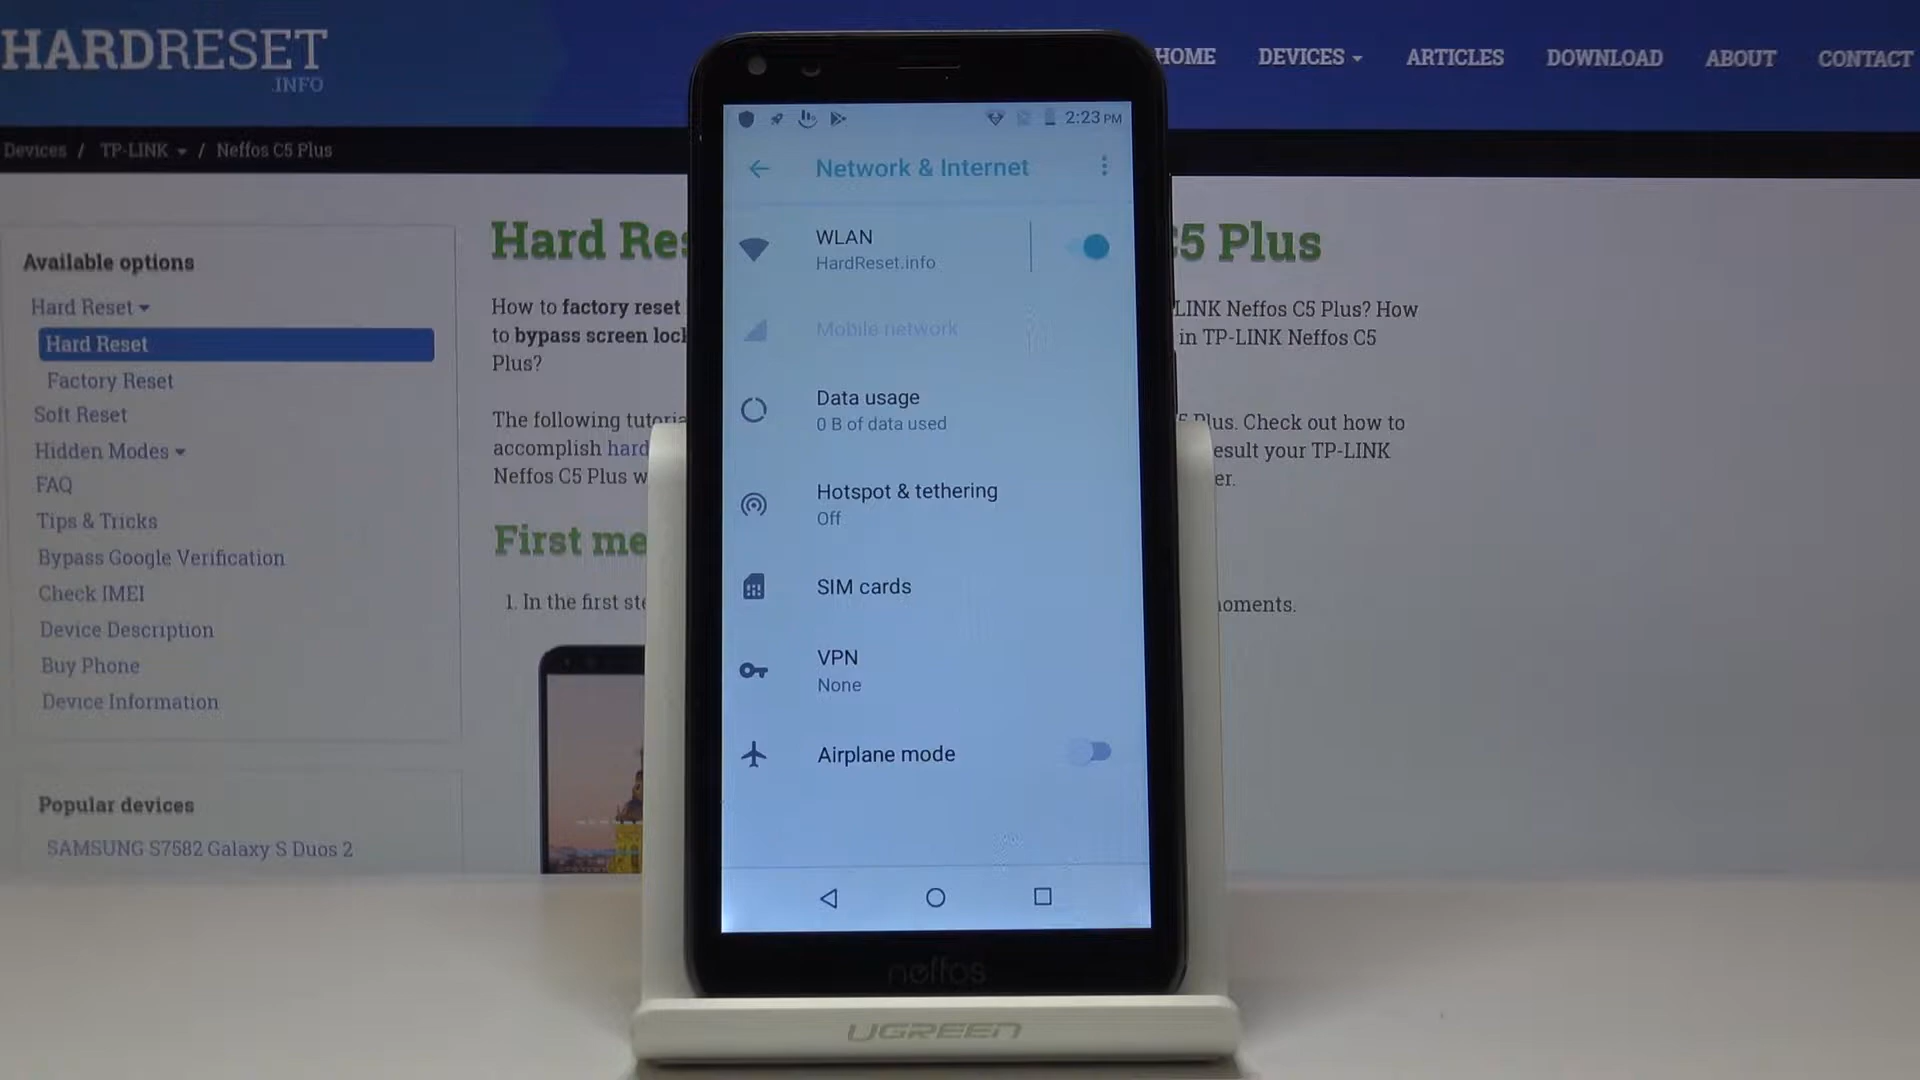 HARDRESET
.INFO
HOME DEVICES ARTICLES DOWNLOAD ABOUT CONTACT
Devices / TP-LINK / Neffos C5 Plus
Available options
Hard Reset
Hard Reset
Factory Reset
Soft Reset
Hidden Modes
FAQ
Tips & Tricks
Bypass Google Verification
Check IMEI
Device Description
Buy Phone
Device Information
Popular devices
SAMSUNG S7582 Galaxy S Duos 2
Hard Res C5 Plus
How to factory reset LINK Neffos C5 Plus? How
to bypass screen lock in TP-LINK Neffos C5
Plus?
The following tutoria Plus. Check out how to
accomplish hard esult your TP-LINK
Neffos C5 Plus w er.
First me
1. In the first ste oments.
2:23 PM
Network & Internet
WLAN
HardReset.info
Mobile network
Data usage
0 B of data used
Hotspot & tethering
Off
SIM cards
VPN
None
Airplane mode
neffos
UGREEN